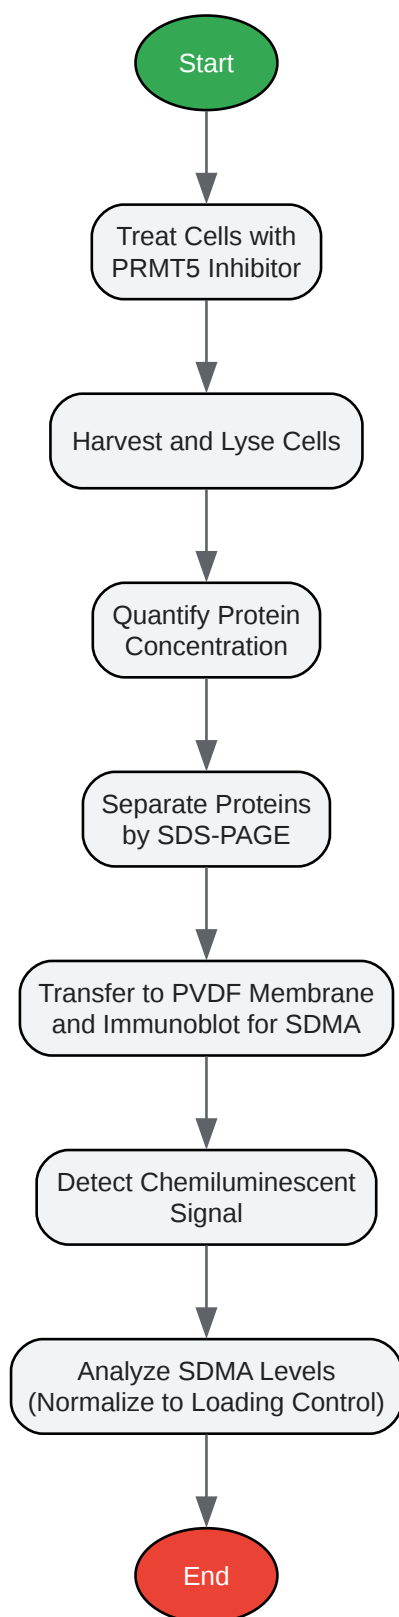 Start
Treat Cells with
PRMT5 Inhibitor
Harvest and Lyse Cells
Quantify Protein
Concentration
Separate Proteins
by SDS-PAGE
Transfer to PVDF Membrane
and Immunoblot for SDMA
Detect Chemiluminescent
Signal
Analyze SDMA Levels
(Normalize to Loading Control)
End